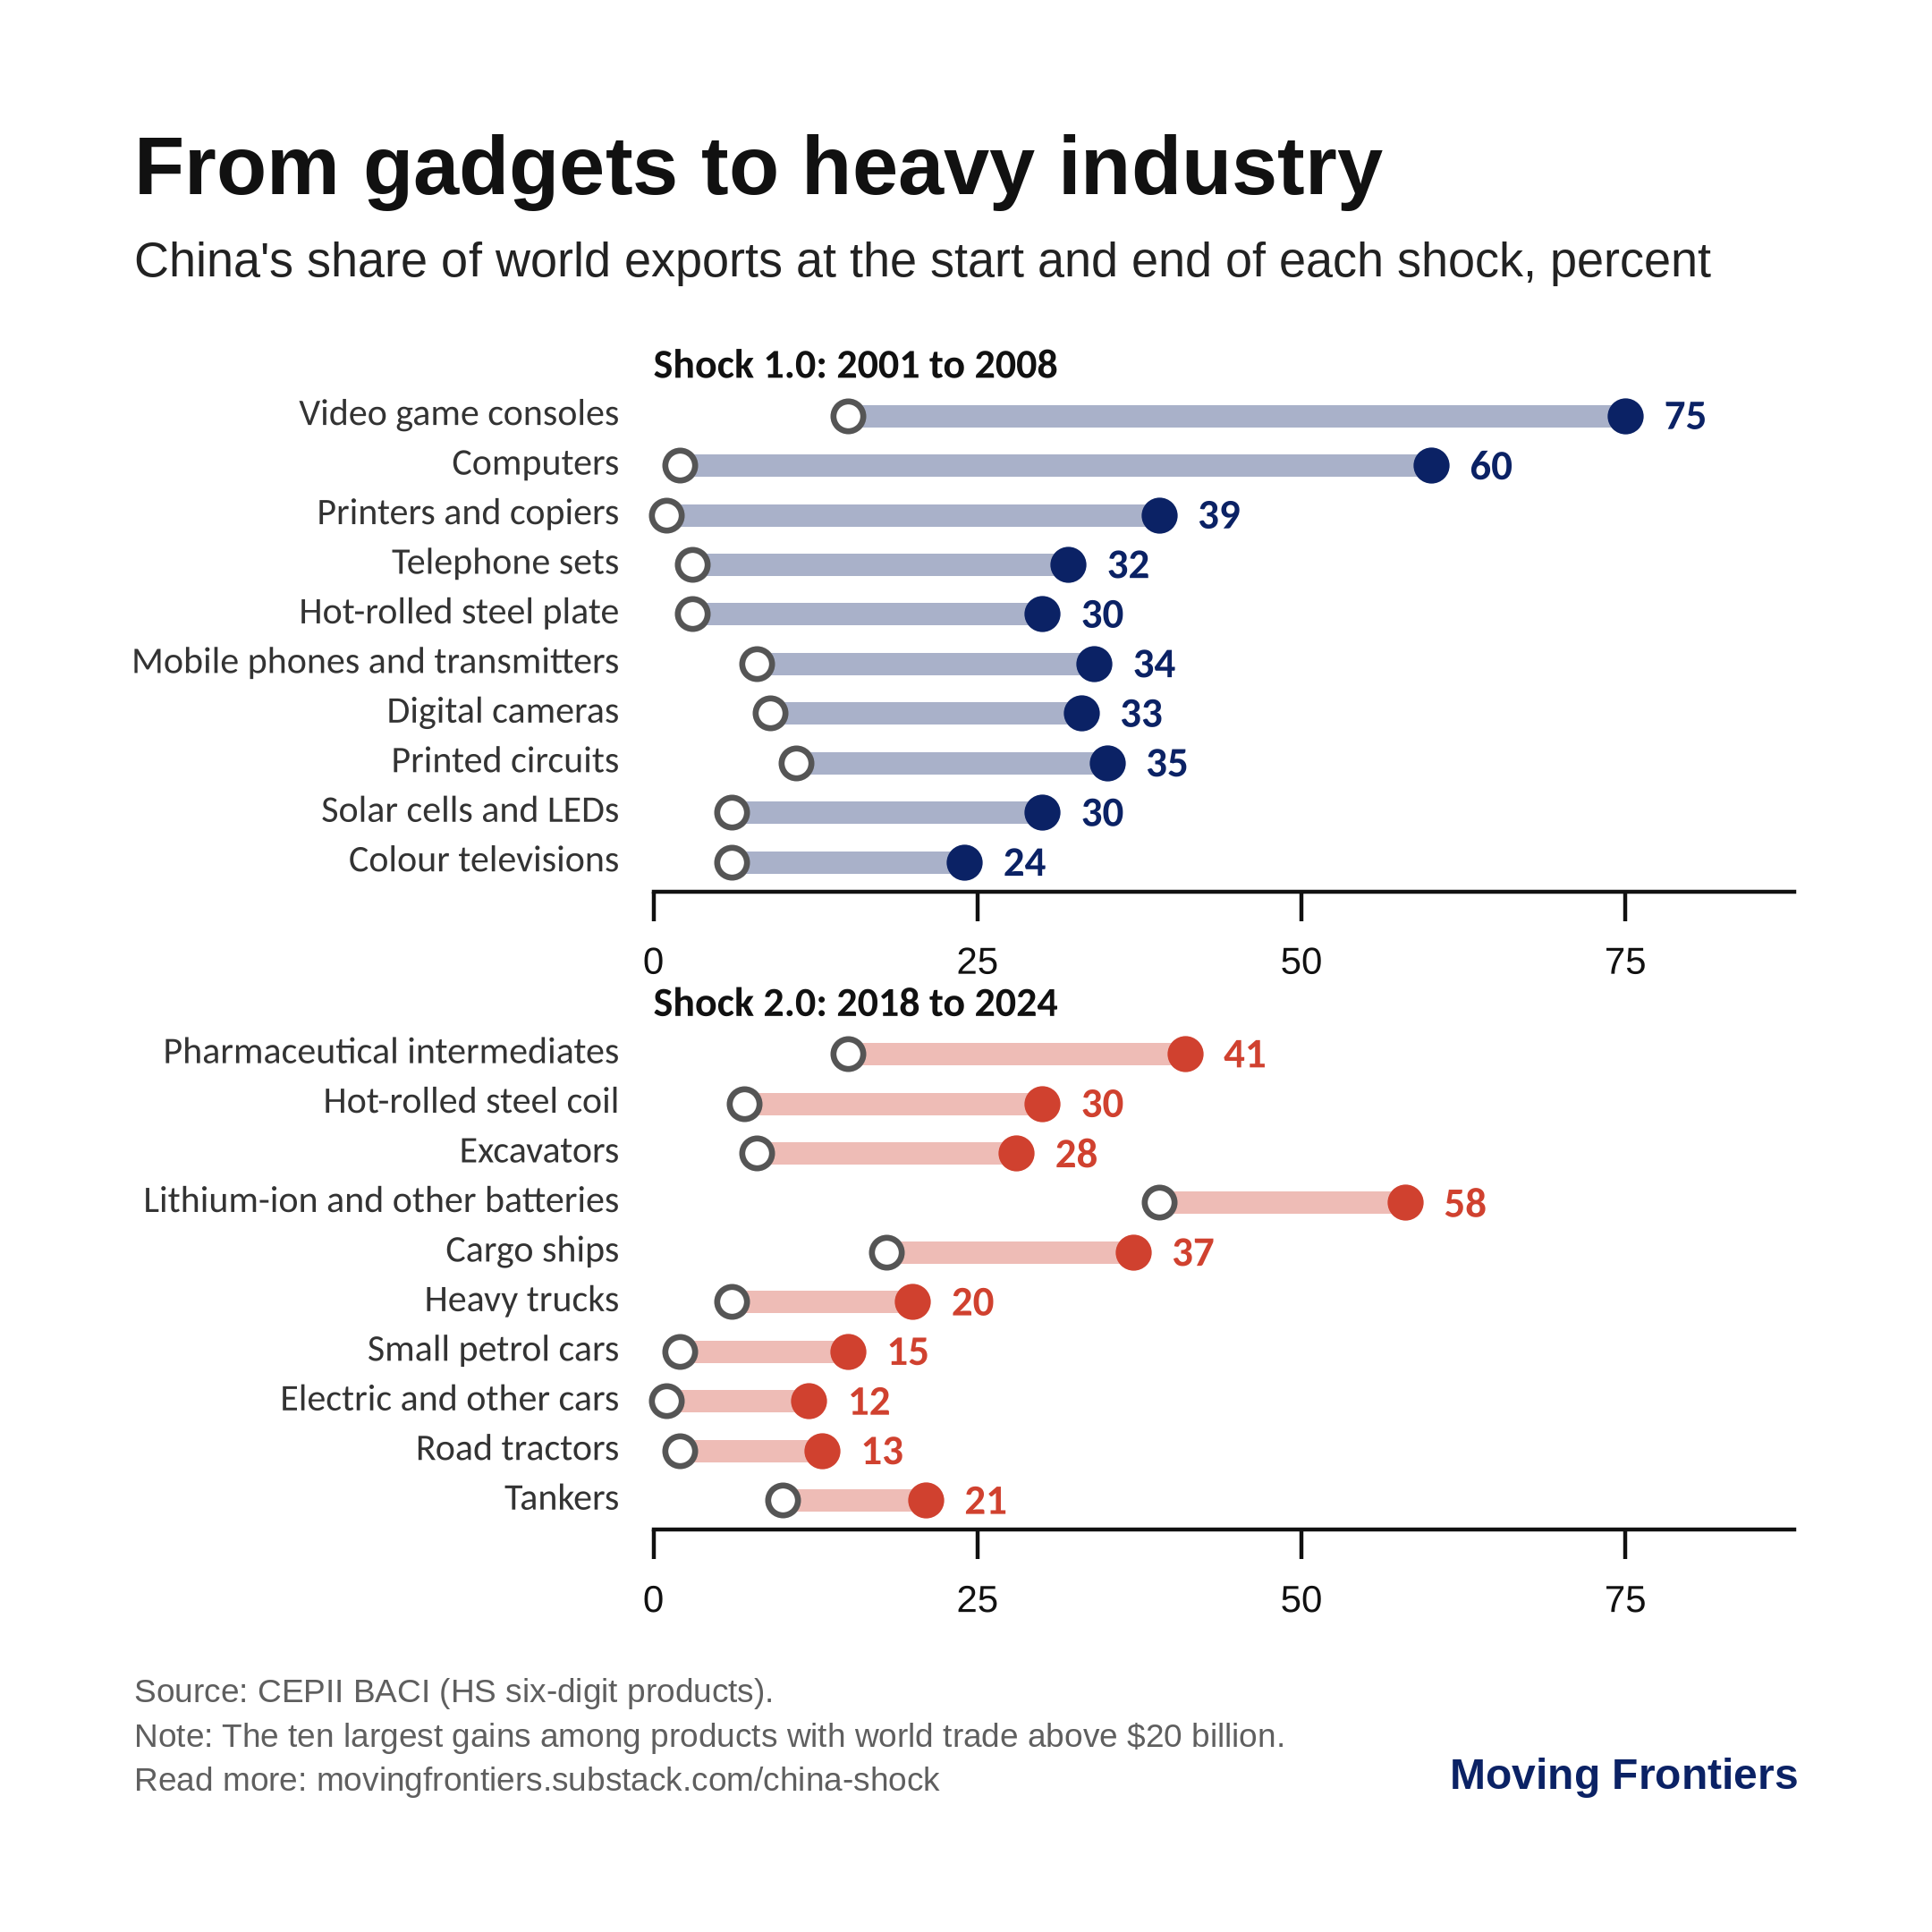 From gadgets to heavy industry
China's share of world exports at the start and end of each shock, percent
Shock 1.0: 2001 to 2008
Video game consoles 75
Computers 60
Printers and copiers 39
Telephone sets 32
Hot-rolled steel plate 30
Mobile phones and transmitters 34
Digital cameras 33
Printed circuits 35
Solar cells and LEDs 30
Colour televisions 24
0 25 50 75
Shock 2.0: 2018 to 2024
Pharmaceutical intermediates 41
Hot-rolled steel coil 30
Excavators 28
Lithium-ion and other batteries 58
Cargo ships 37
Heavy trucks 20
Small petrol cars 15
Electric and other cars 12
Road tractors 13
Tankers 21
0 25 50 75
Source: CEPII BACI (HS six-digit products).
Note: The ten largest gains among products with world trade above $20 billion.
Read more: movingfrontiers.substack.com/china-shock
Moving Frontiers